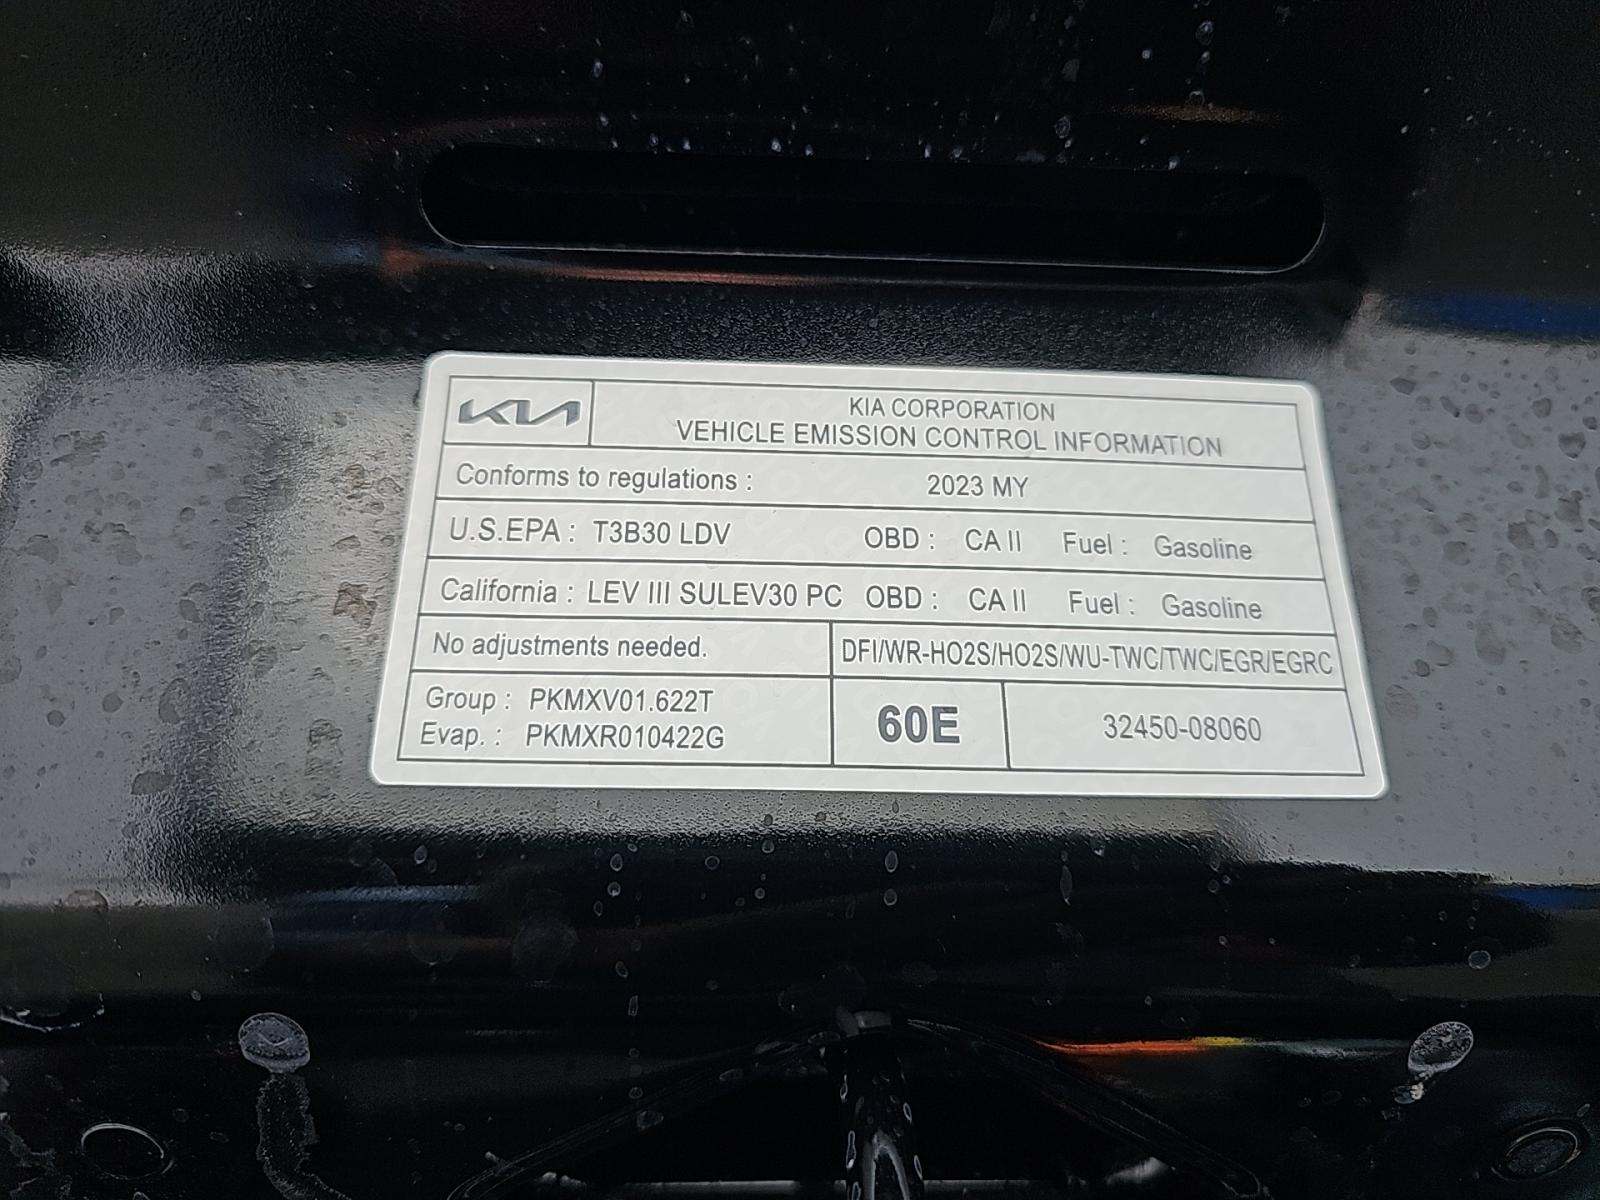 KIA
KIA CORPORATION
VEHICLE EMISSION CONTROL INFORMATION
Conforms to regulations : 2023 MY
U.S.EPA : T3B30 LDV OBD : CA II Fuel : Gasoline
California : LEV III SULEV30 PC OBD : CA II Fuel : Gasoline
No adjustments needed. DFI/WR-HO2S/HO2S/WU-TWC/TWC/EGR/EGRC
Group : PKMXV01.622T
Evap. : PKMXR010422G
60E
32450-08060